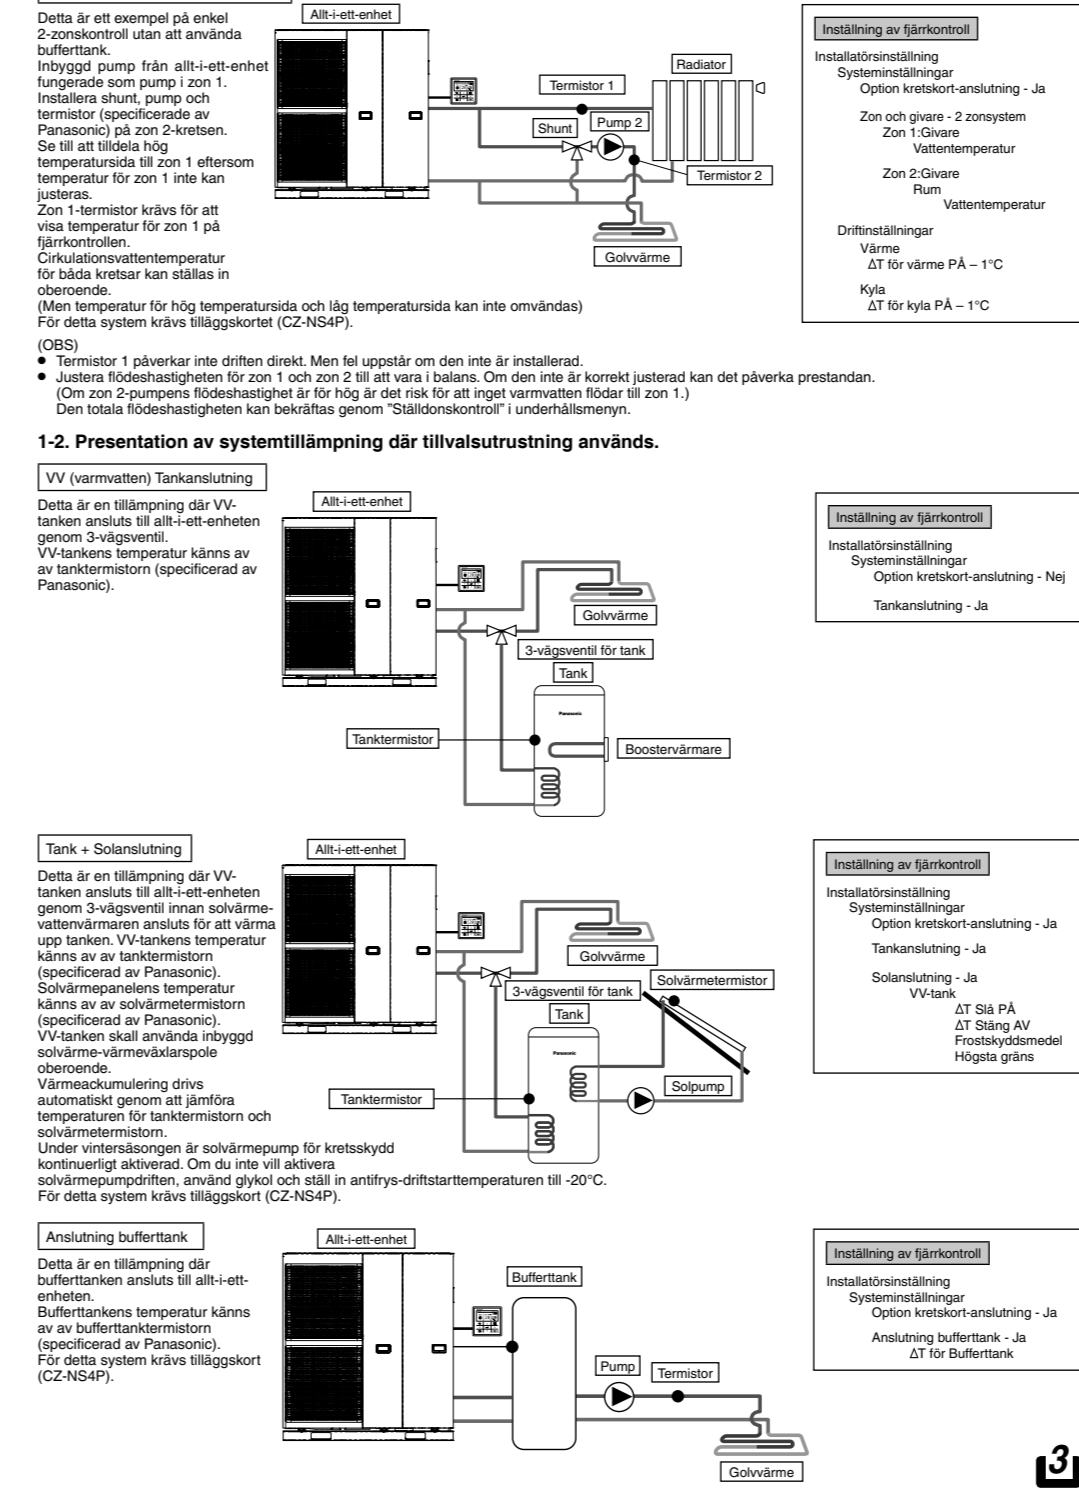 Detta är ett exempel på enkel
2-zonskontroll utan att använda
bufferttank.
Inbyggd pump från allt-i-ett-enhet
fungerade som pump i zon 1.
Installera shunt, pump och
termistor (specificerade av
Panasonic) på zon 2-kretsen.
Se till att tilldela hög
temperatursida till zon 1 eftersom
temperatur för zon 1 inte kan
justeras.
Zon 1-termistor krävs för att
visa temperatur för zon 1 på
fjärrkontrollen.
Cirkulationsvattentemperatur
för båda kretsar kan ställas in
oberoende.
(Men temperatur för hög temperatursida och låg temperatursida kan inte omvändas)
För detta system krävs tilläggskortet (CZ-NS4P).
Allt-i-ett-enhet
Radiator
Termistor 1
Shunt
Pump 2
Termistor 2
Golvvärme
Inställning av fjärrkontroll
Installatörsinställning
Systeminställningar
Option kretskort-anslutning - Ja
Zon och givare - 2 zonsystem
Zon 1:Givare
Vattentemperatur
Zon 2:Givare
Rum
Vattentemperatur
Driftinställningar
Värme
ΔT för värme PÅ – 1°C
Kyla
ΔT för kyla PÅ – 1°C
(OBS)
● Termistor 1 påverkar inte driften direkt. Men fel uppstår om den inte är installerad.
● Justera flödeshastigheten för zon 1 och zon 2 till att vara i balans. Om den inte är korrekt justerad kan det påverka prestandan.
(Om zon 2-pumpens flödeshastighet är för hög är det risk för att inget varmvatten flödar till zon 1.)
Den totala flödeshastigheten kan bekräftas genom ”Ställdonskontroll” i underhållsmenyn.
1-2. Presentation av systemtillämpning där tillvalsutrustning används.
VV (varmvatten) Tankanslutning
Detta är en tillämpning där VV-
tanken ansluts till allt-i-ett-enheten
genom 3-vägsventil.
VV-tankens temperatur känns av
av tanktermistorn (specificerad av
Panasonic).
Allt-i-ett-enhet
Golvvärme
3-vägsventil för tank
Tank
Panasonic
Tanktermistor
Boostervärmare
Inställning av fjärrkontroll
Installatörsinställning
Systeminställningar
Option kretskort-anslutning - Nej
Tankanslutning - Ja
Tank + Solanslutning
Detta är en tillämpning där VV-
tanken ansluts till allt-i-ett-enheten
genom 3-vägsventil innan solvärme-
vattenvärmaren ansluts för att värma
upp tanken. VV-tankens temperatur
känns av av tanktermistorn
(specificerad av Panasonic).
Solvärmepanelens temperatur
känns av av solvärmetermistorn
(specificerad av Panasonic).
VV-tanken skall använda inbyggd
solvärme-värmeväxlarspole
oberoende.
Värmeackumulering drivs
automatiskt genom att jämföra
temperaturen för tanktermistorn och
solvärmetermistorn.
Under vintersäsongen är solvärmepump för kretsskydd
kontinuerligt aktiverad. Om du inte vill aktivera
solvärmepumpdriften, använd glykol och ställ in antifrys-driftstarttemperaturen till -20°C.
För detta system krävs tilläggskort (CZ-NS4P).
Allt-i-ett-enhet
Golvvärme
3-vägsventil för tank
Solvärmetermistor
Tank
Panasonic
Tanktermistor
Solpump
Inställning av fjärrkontroll
Installatörsinställning
Systeminställningar
Option kretskort-anslutning - Ja
Tankanslutning - Ja
Solanslutning - Ja
VV-tank
ΔT Slå PÅ
ΔT Stäng AV
Frostskyddsmedel
Högsta gräns
Anslutning bufferttank
Detta är en tillämpning där
bufferttanken ansluts till allt-i-ett-
enheten.
Bufferttankens temperatur känns
av av bufferttanktermistorn
(specificerad av Panasonic).
För detta system krävs tilläggskort
(CZ-NS4P).
Allt-i-ett-enhet
Bufferttank
Pump
Termistor
Golvvärme
Inställning av fjärrkontroll
Installatörsinställning
Systeminställningar
Option kretskort-anslutning - Ja
Anslutning bufferttank - Ja
ΔT för Bufferttank
3